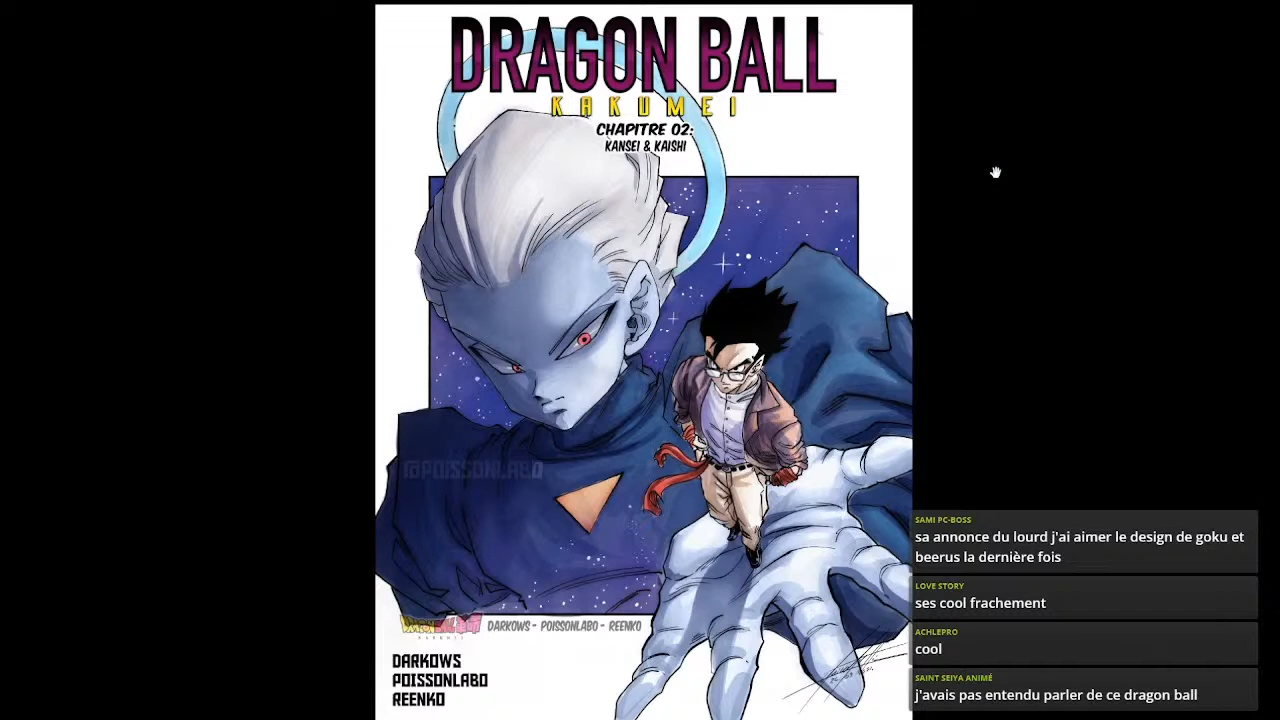 DRAGON BALL
KAKUMEI
CHAPITRE 02:
KANSEI & KAISHI
@POISSONLABO
DARKOWS - POISSONLABO - REENKO
DARKOWS
POISSONLABO
REENKO
SAMI PC-BOSS
sa annonce du lourd j'ai aimer le design de goku et
beerus la dernière fois
LOVE STORY
ses cool frachement
ACHLEPRO
cool
SAINT SEIYA ANIMÉ
j'avais pas entendu parler de ce dragon ball